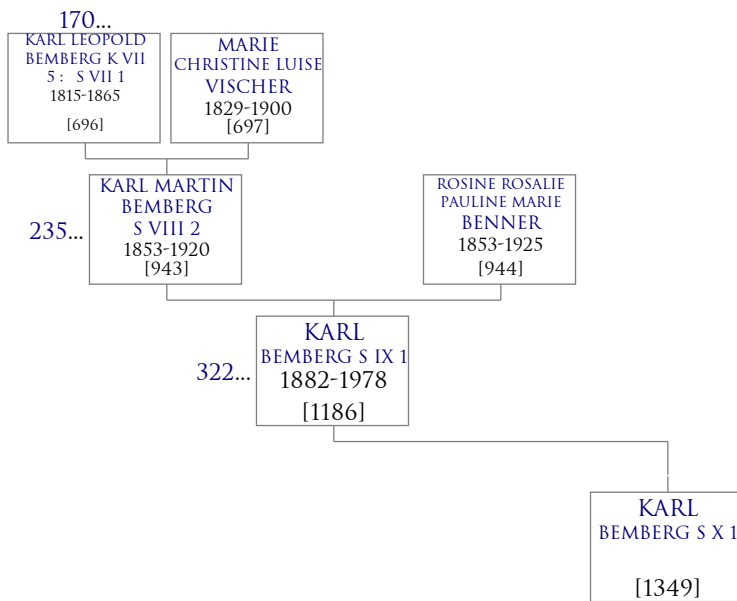 170...
KARL LEOPOLD
BEMBERG K VII
5 : S VII 1
1815-1865
[696]
MARIE
CHRISTINE LUISE
VISCHER
1829-1900
[697]
235...
KARL MARTIN
BEMBERG
S VIII 2
1853-1920
[943]
ROSINE ROSALIE
PAULINE MARIE
BENNER
1853-1925
[944]
322...
KARL
BEMBERG S IX 1
1882-1978
[1186]
KARL
BEMBERG S X 1
[1349]